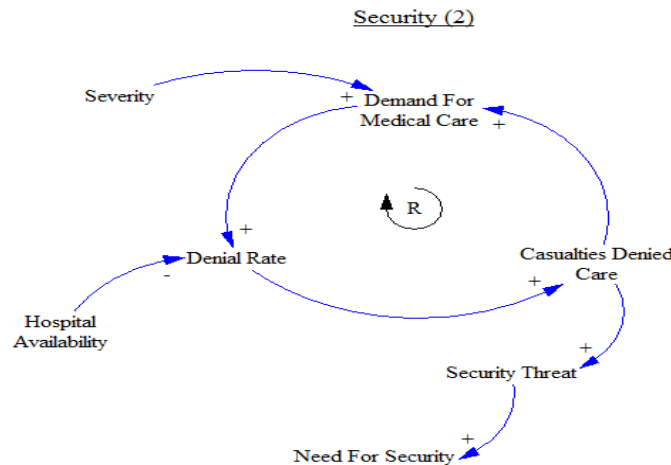 Security (2)
Severity
+
Demand For
Medical Care
+
R
+
Denial Rate
-
Casualties Denied
Care
+
Hospital
Availability
+
Security Threat
+
Need For Security